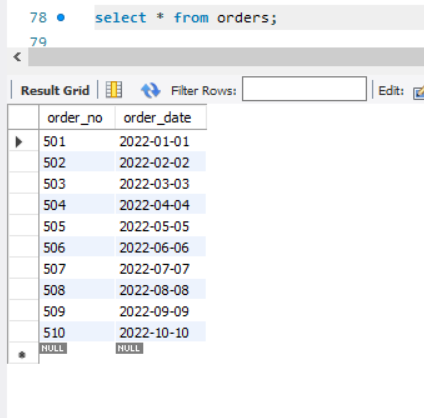 78 select * from orders;
79
Result Grid Filter Rows: Edit:
order_no order_date
501 2022-01-01
502 2022-02-02
503 2022-03-03
504 2022-04-04
505 2022-05-05
506 2022-06-06
507 2022-07-07
508 2022-08-08
509 2022-09-09
510 2022-10-10
NULL NULL